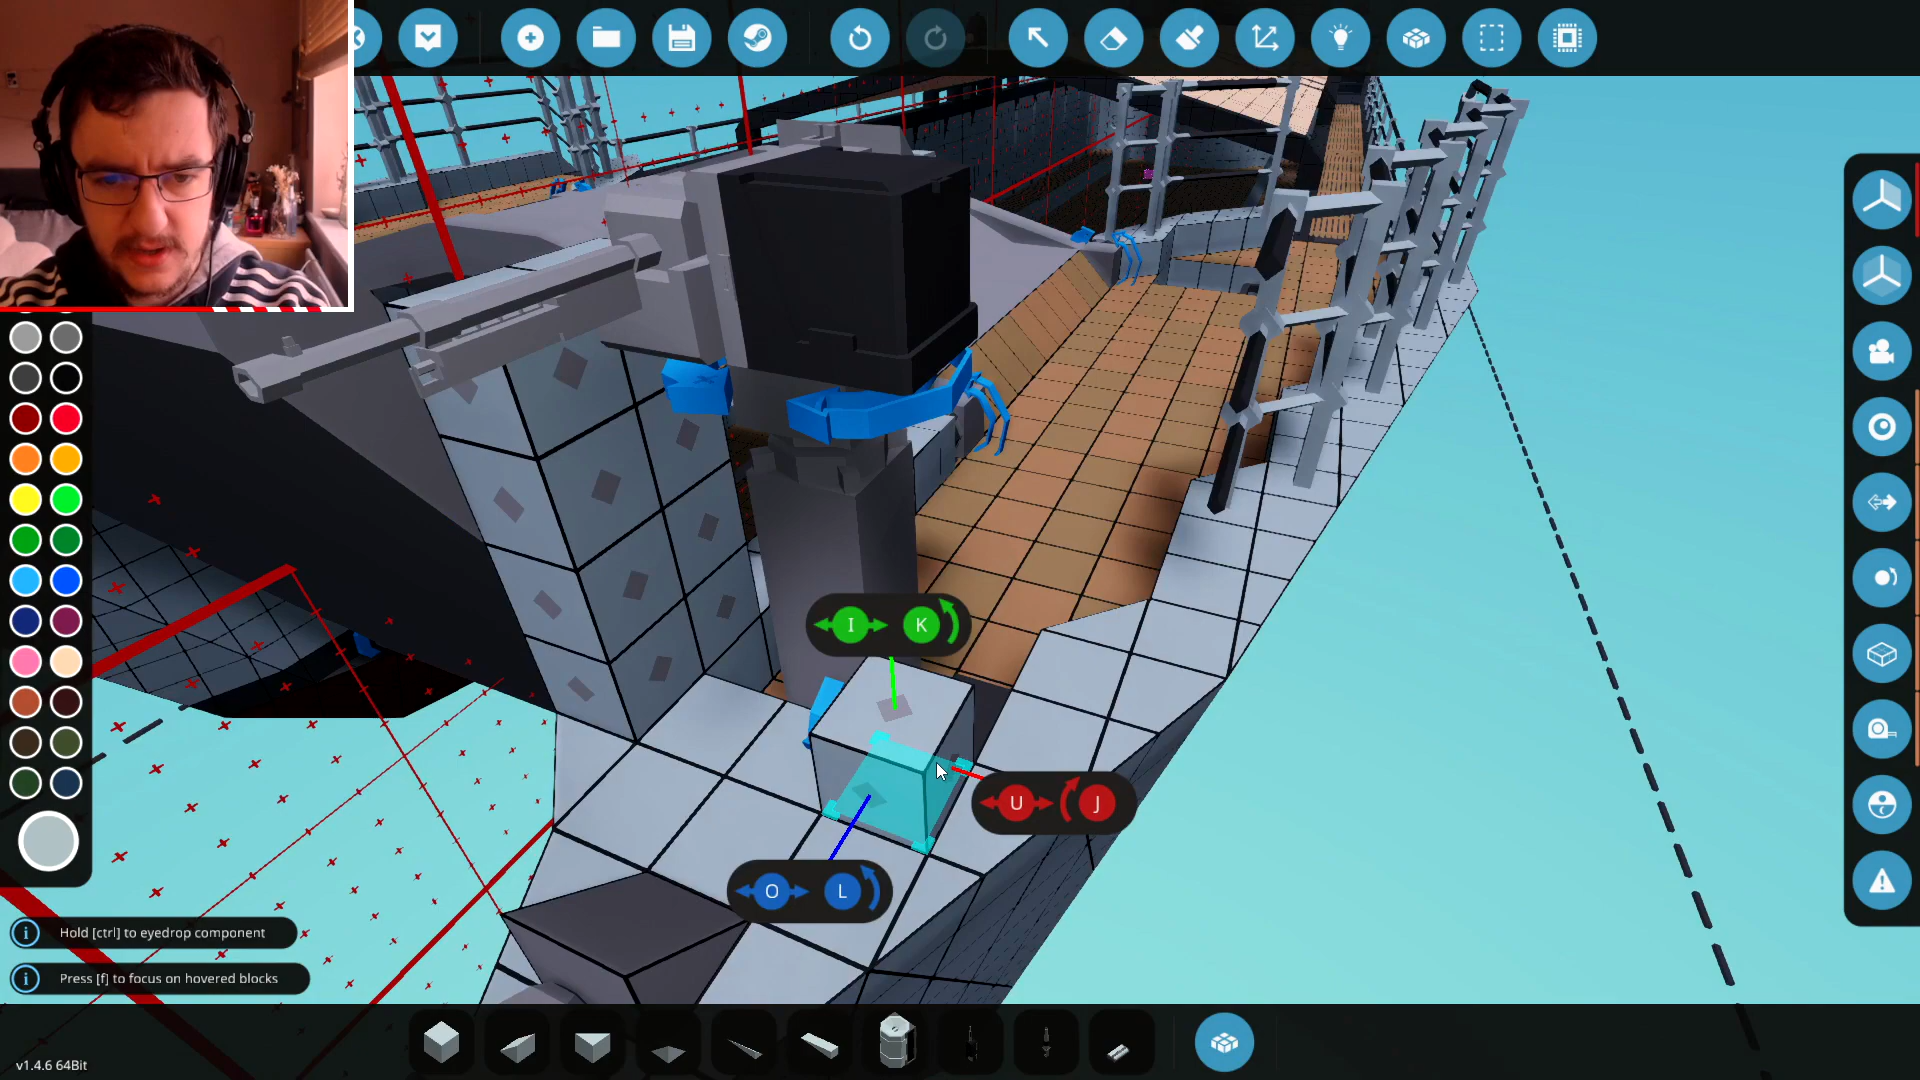 I K
U J
O L
Hold [ctrl] to eyedrop component
Press [f] to focus on hovered blocks
v1.4.6 64Bit